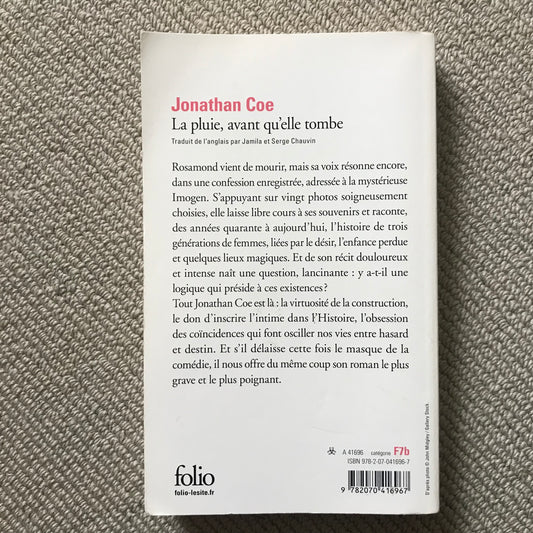 Jonathan Coe
La pluie, avant qu'elle tombe
Traduit de l'anglais par Jamila et Serge Chauvin
Rosamond vient de mourir, mais sa voix résonne encore,
dans une confession enregistrée, adressée à la mystérieuse
Imogen. S'appuyant sur vingt photos soigneusement
choisies, elle laisse libre cours à ses souvenirs et raconte,
des années quarante à aujourd'hui, l'histoire de trois
générations de femmes, liées par le désir, l'enfance perdue
et quelques lieux magiques. Et de son récit douloureux
et intense naît une question, lancinante : y a-t-il une
logique qui préside à ces existences ?
Tout Jonathan Coe est là : la virtuosité de la construction,
le don d'inscrire l'intime dans l'Histoire, l'obsession
des coïncidences qui font osciller nos vies entre hasard
et destin. Et s'il délaisse cette fois le masque de la
comédie, il nous offre du même coup son roman le plus
grave et le plus poignant.
folio
folio-lesite.fr
A 41696 catégorie F7b
ISBN 978-2-07-041696-7
9 782070 416967
D'après photo © John Midgley / Gallery Stock.